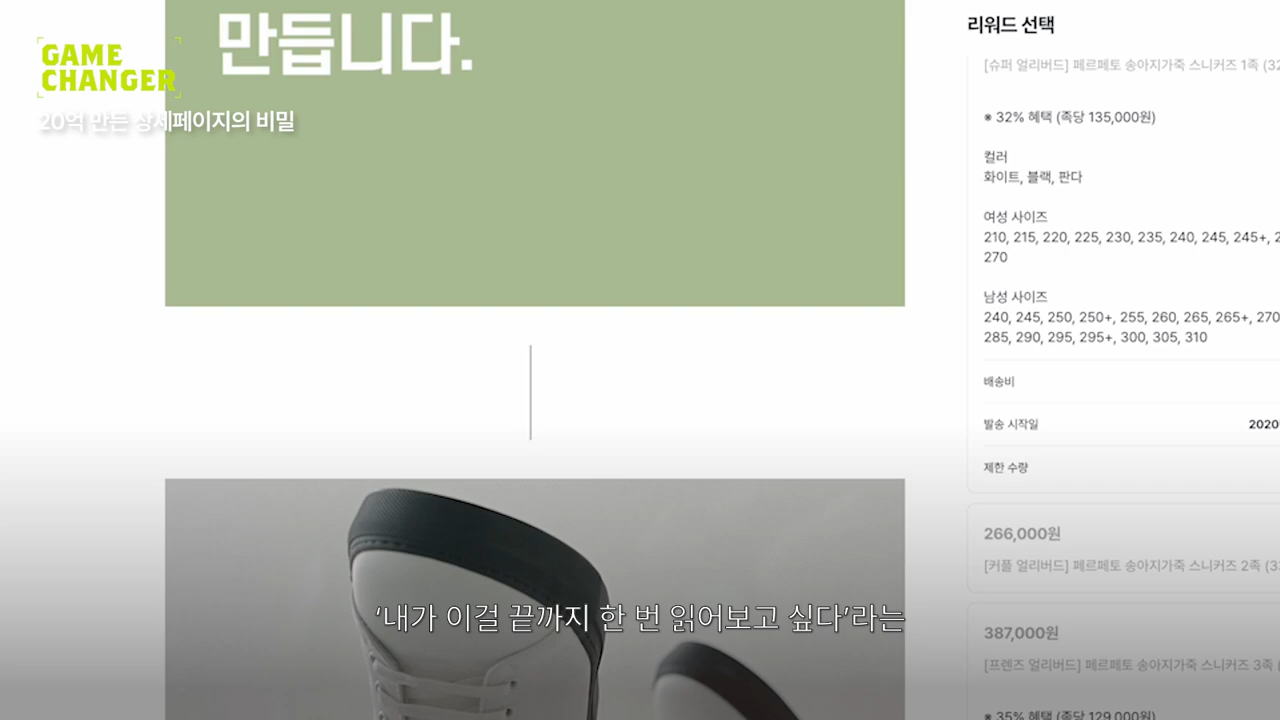 GAME
CHANGER
20억 만든 상세페이지의 비밀
만듭니다.
리워드 선택
[슈퍼 얼리버드] 페르페토 송아지가죽 스니커즈 1족 (32
※ 32% 혜택 (족당 135,000원)
컬러
화이트, 블랙, 판다
여성 사이즈
210, 215, 220, 225, 230, 235, 240, 245, 245+, 2
270
남성 사이즈
240, 245, 250, 250+, 255, 260, 265, 265+, 270
285, 290, 295, 295+, 300, 305, 310
배송비
발송 시작일
2020
제한 수량
266,000원
[커플 얼리버드] 페르페토 송아지가죽 스니커즈 2족 (33
387,000원
[프렌즈 얼리버드] 페르페토 송아지가죽 스니커즈 3족 (
※ 35% 혜택 (족당 129,000원)
‘내가 이걸 끝까지 한 번 읽어보고 싶다’라는